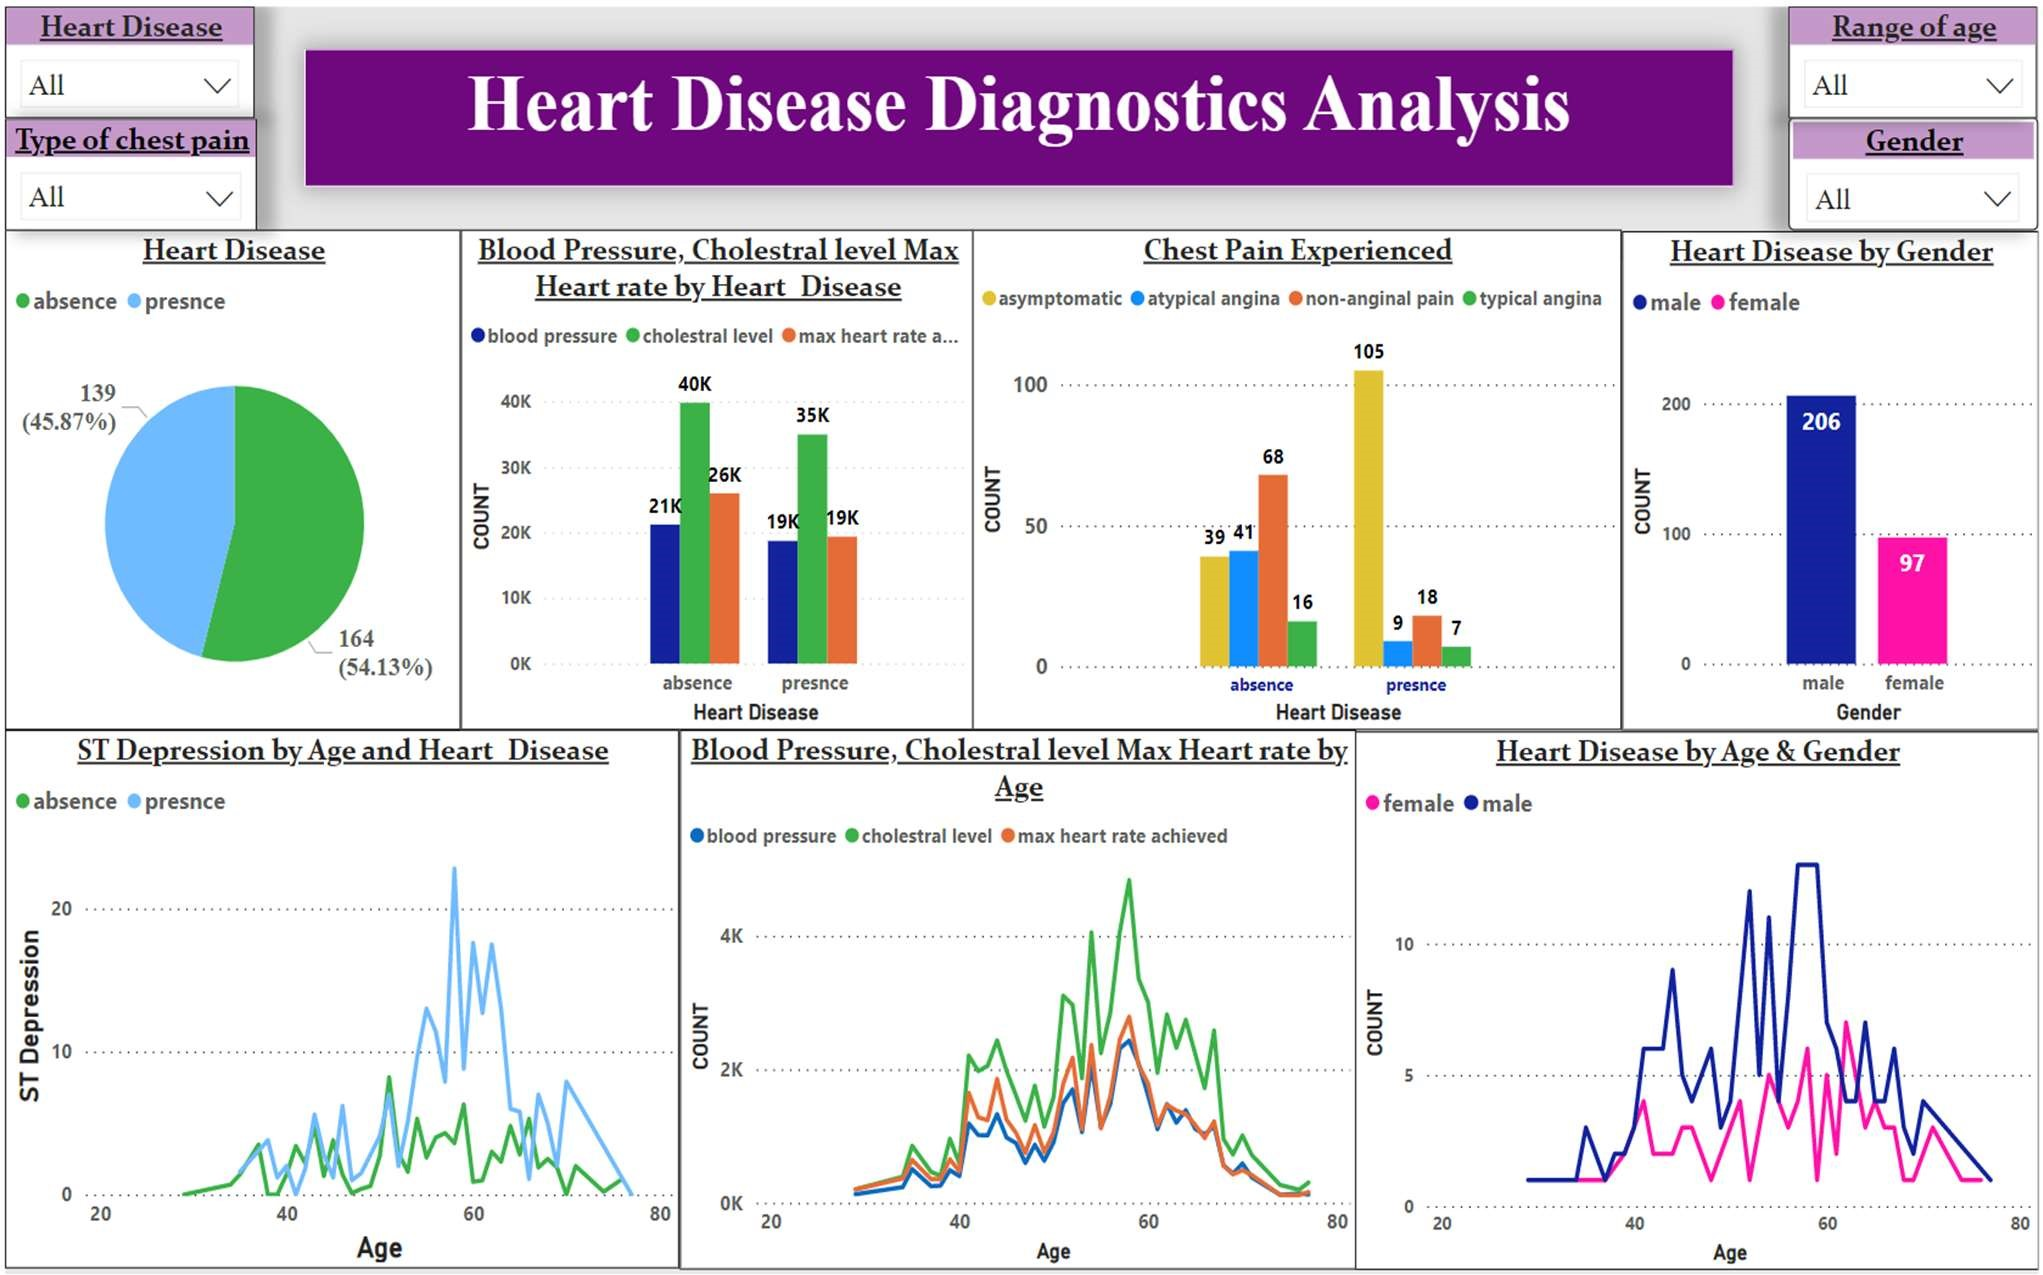 Heart Disease
All
Type of chest pain
All
Heart Disease Diagnostics Analysis
Range of age
All
Gender
All
Heart Disease
absence presnce
139
(45.87%)
164
(54.13%)
Blood Pressure, Cholestral level Max
Heart rate by Heart Disease
blood pressure cholestral level max heart rate a...
COUNT
40K
30K
20K
10K
0K
21K
40K
26K
19K
35K
19K
absence presnce
Heart Disease
Chest Pain Experienced
asymptomatic atypical angina non-anginal pain typical angina
COUNT
100
50
0
39
41
68
16
105
9
18
7
absence presnce
Heart Disease
Heart Disease by Gender
male female
COUNT
200
100
0
206
97
male female
Gender
ST Depression by Age and Heart Disease
absence presnce
ST Depression
20
10
0
20 40 60 80
Age
Blood Pressure, Cholestral level Max Heart rate by
Age
blood pressure cholestral level max heart rate achieved
COUNT
4K
2K
0K
20 40 60 80
Age
Heart Disease by Age & Gender
female male
COUNT
10
5
0
20 40 60 80
Age